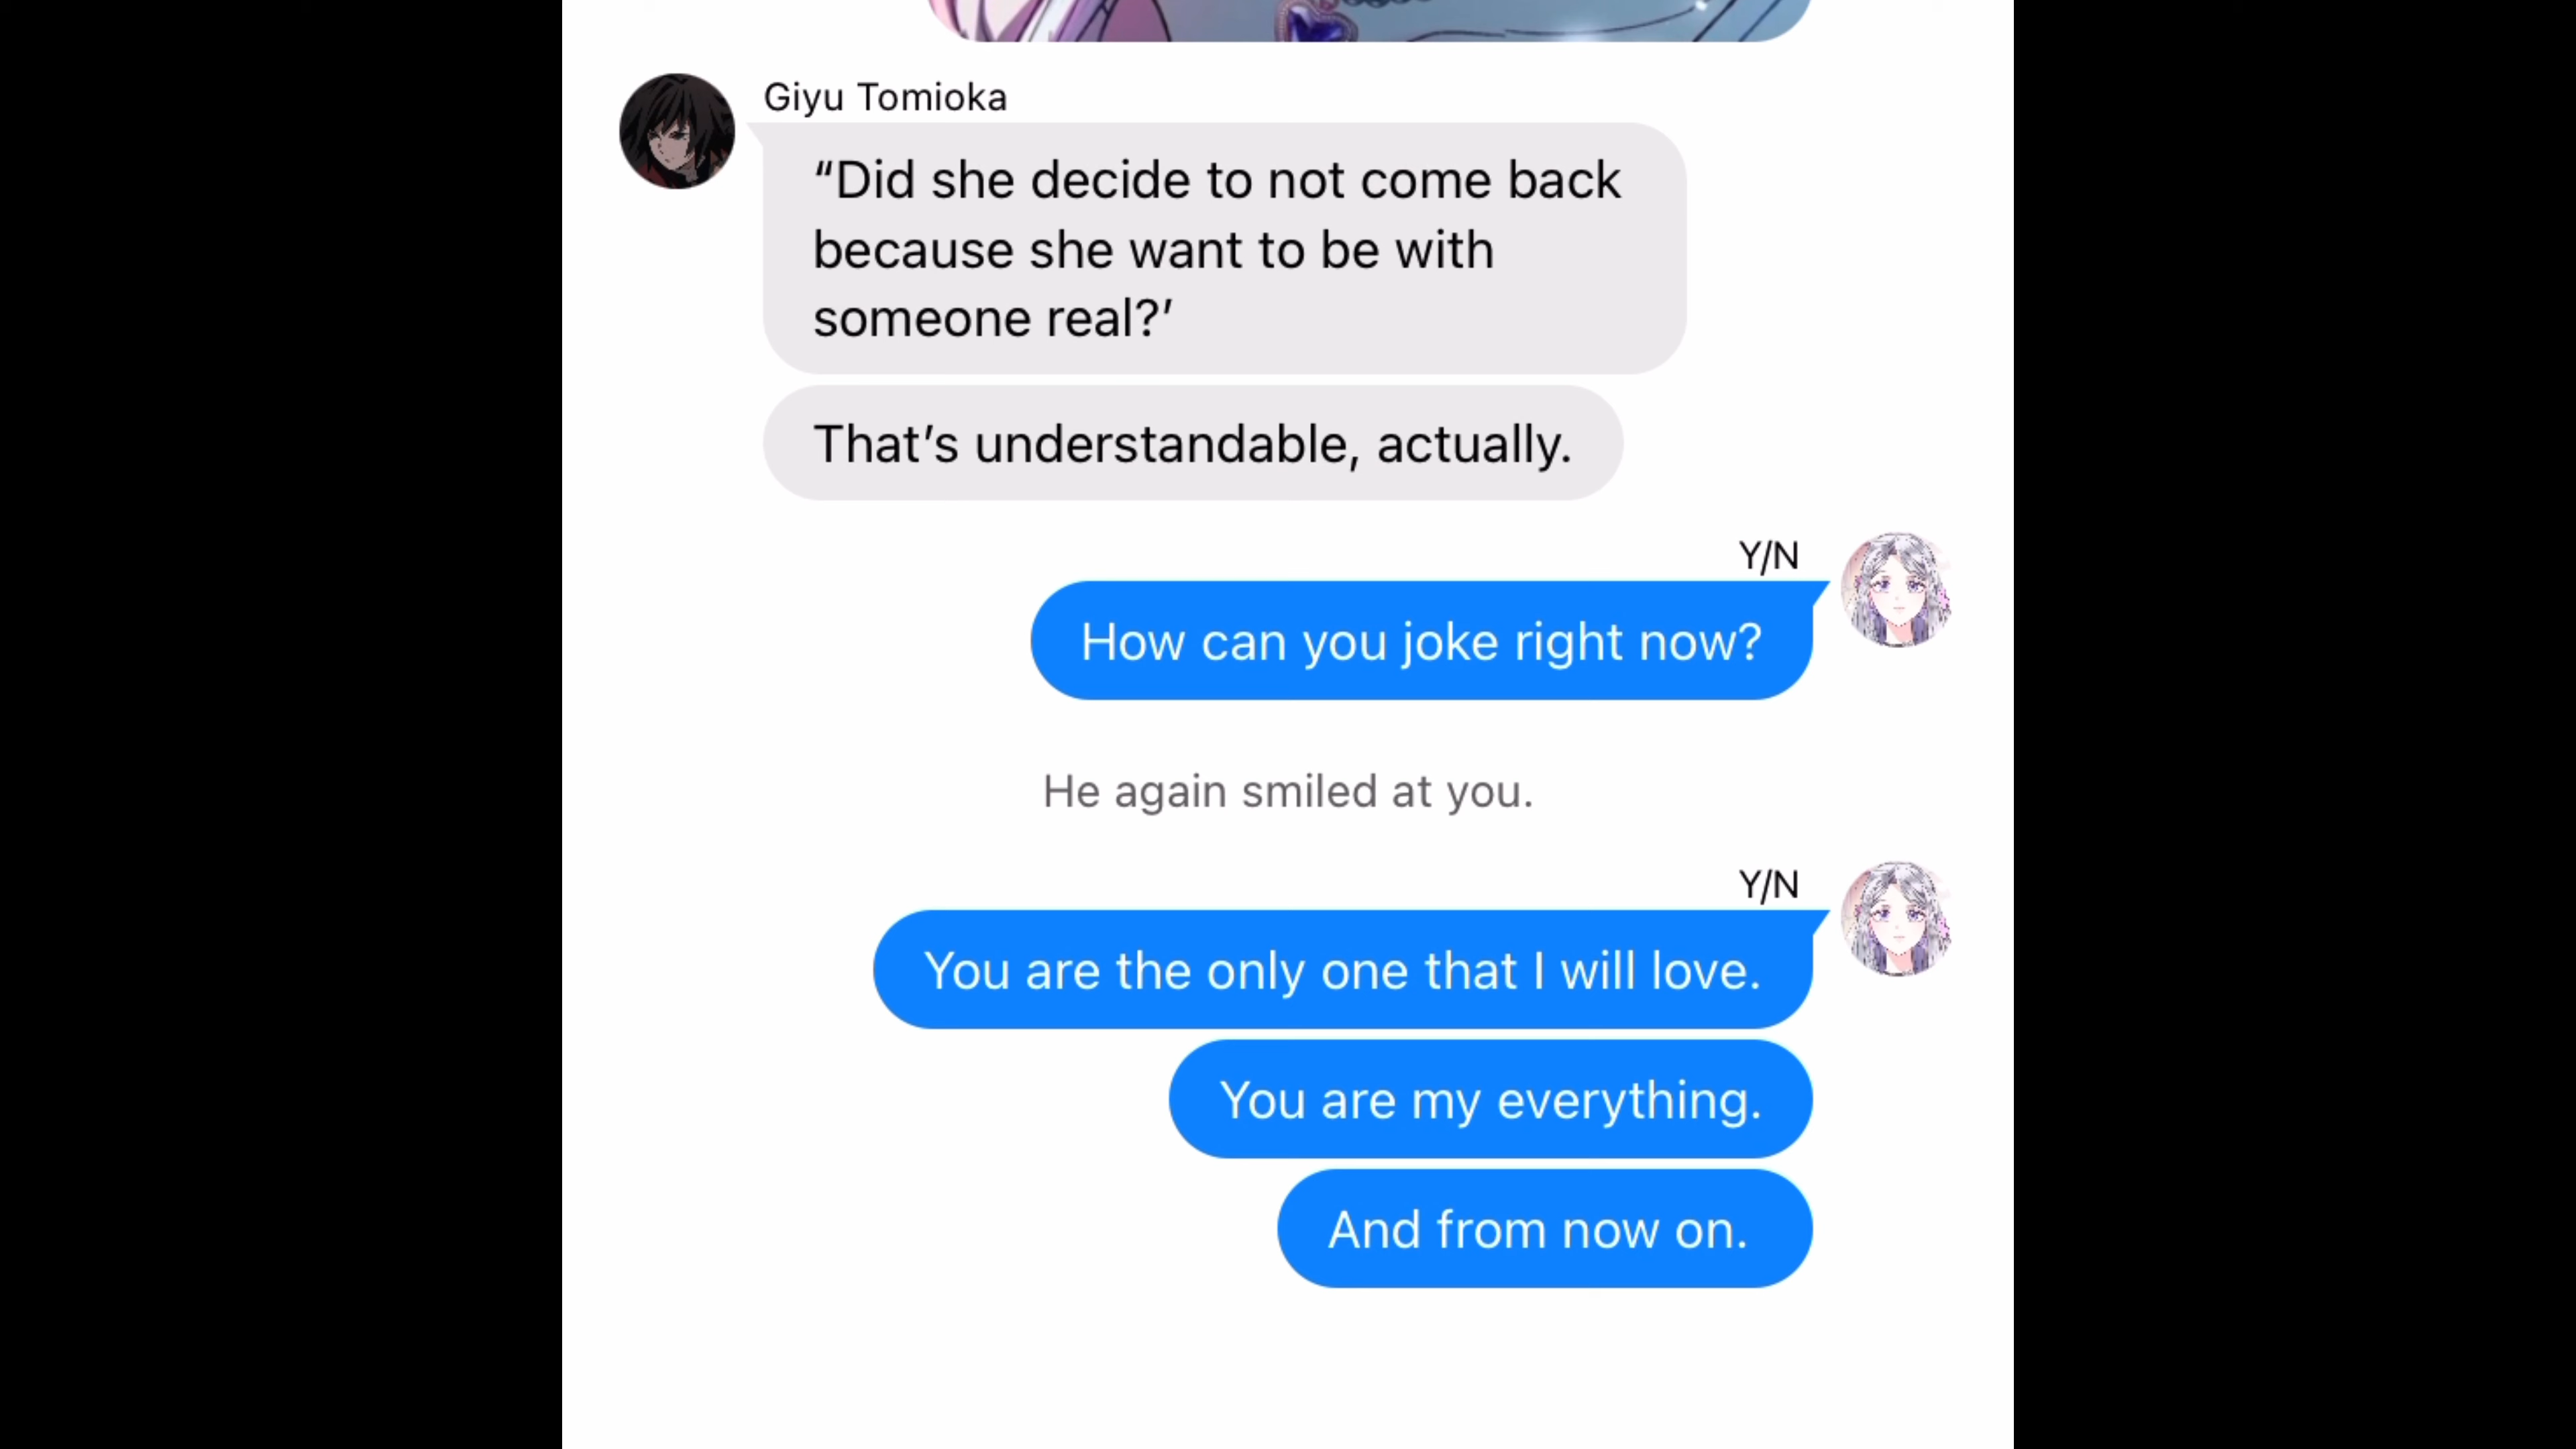 Giyu Tomioka
“Did she decide to not come back
because she want to be with
someone real?’
That’s understandable, actually.
Y/N
How can you joke right now?
He again smiled at you.
Y/N
You are the only one that I will love.
You are my everything.
And from now on.